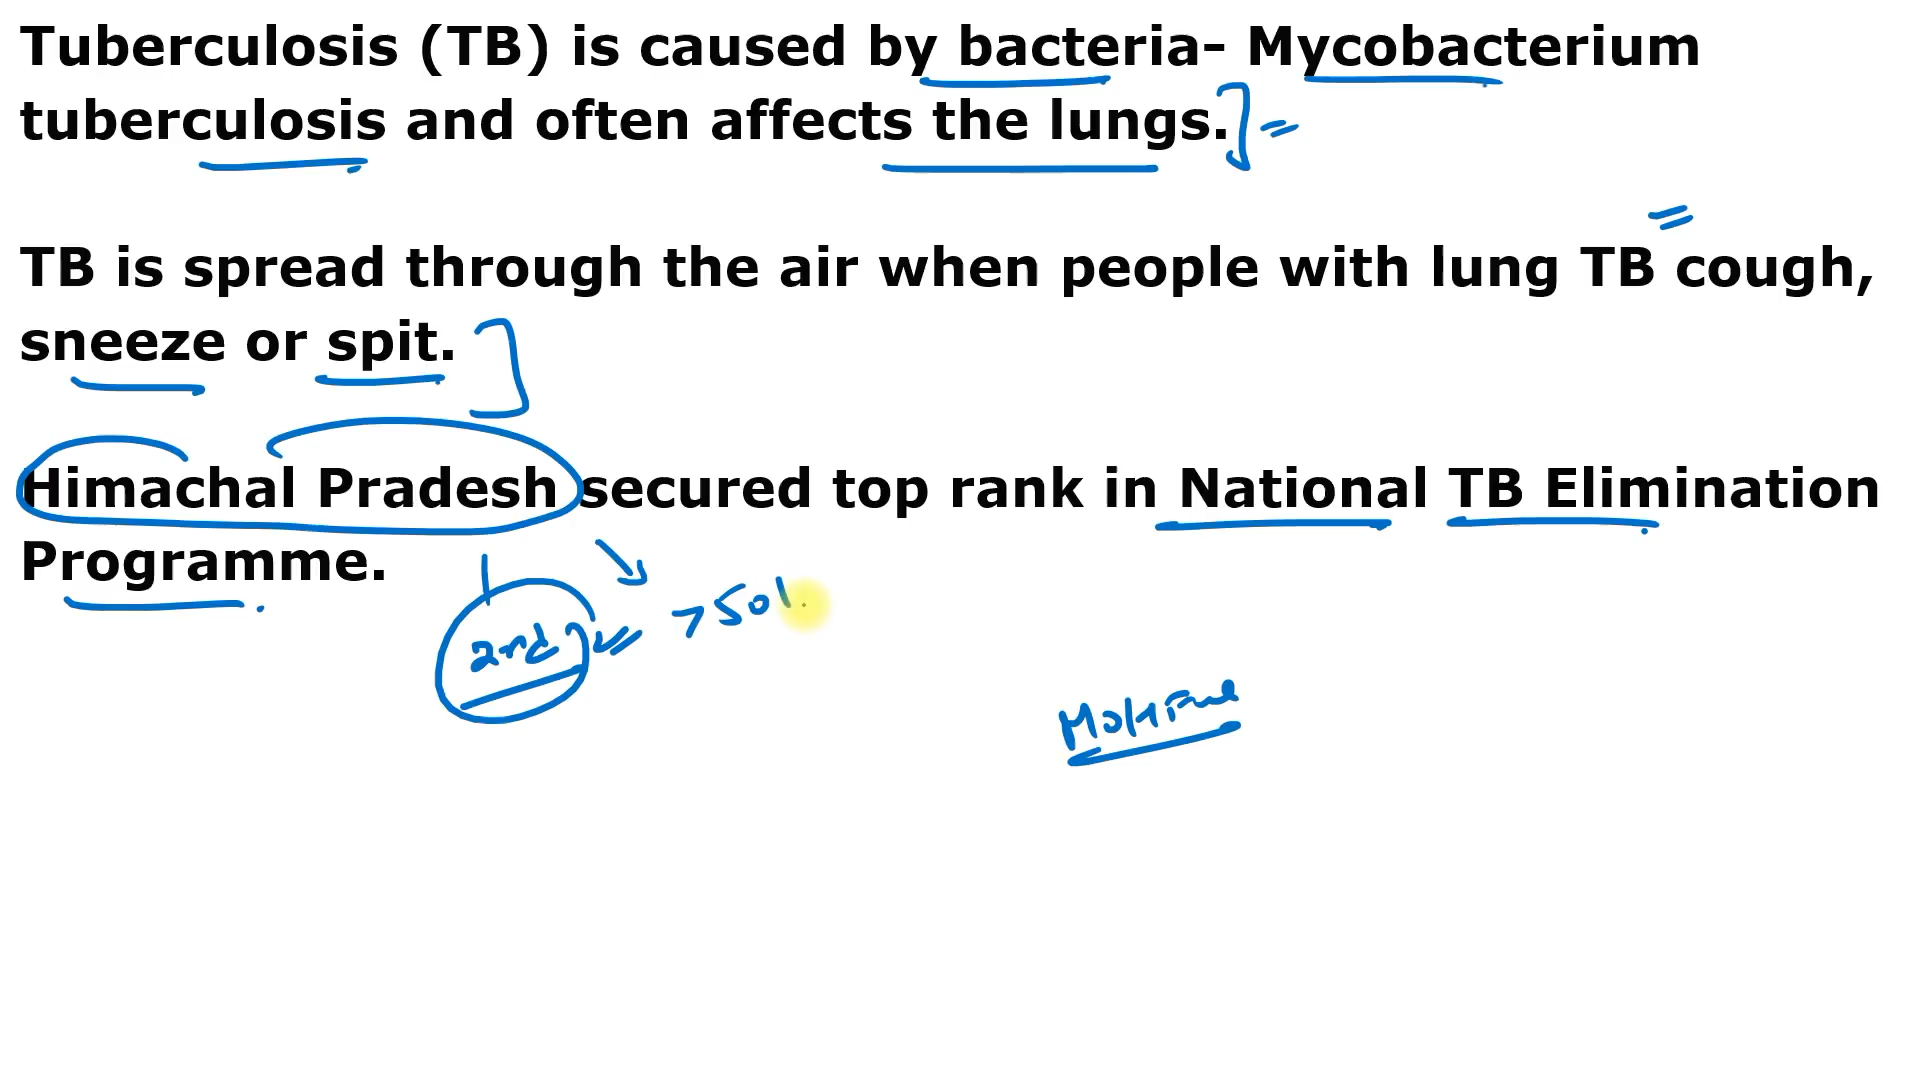 Tuberculosis (TB) is caused by bacteria- Mycobacterium
tuberculosis and often affects the lungs.
TB is spread through the air when people with lung TB cough,
sneeze or spit.
Himachal Pradesh secured top rank in National TB Elimination
Programme.
2nd
>50